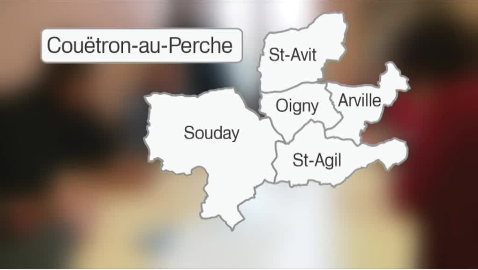 Couëtron-au-Perche
St-Avit
Oigny
Arville
Souday
St-Agil